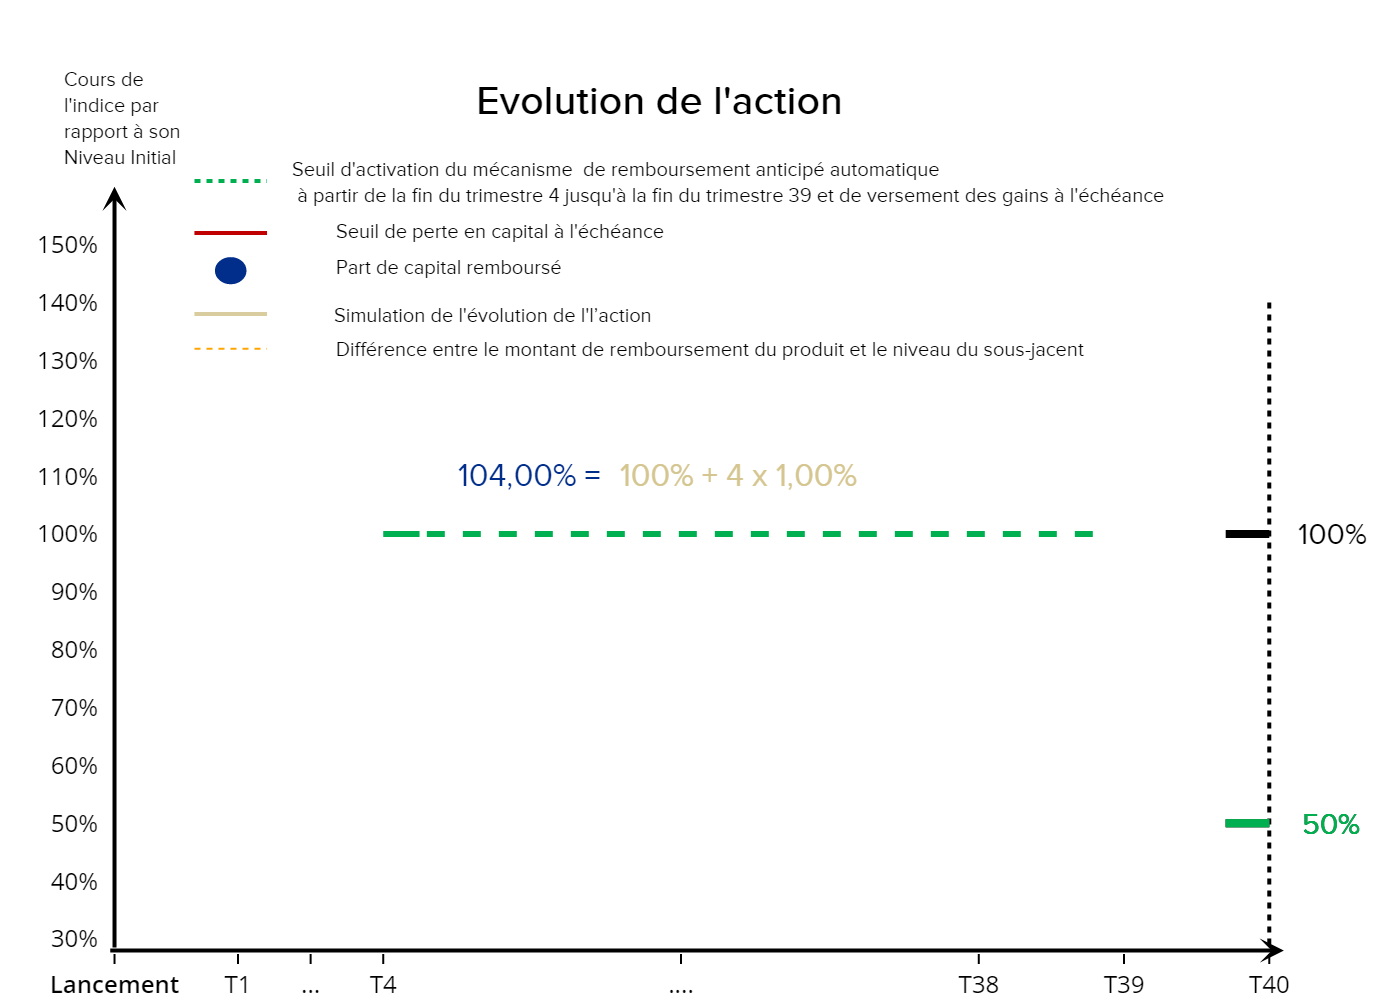 Cours de
l'indice par
rapport à son
Niveau Initial
Evolution de l'action
Seuil d'activation du mécanisme  de remboursement anticipé automatique
à partir de la fin du trimestre 4 jusqu'à la fin du trimestre 39 et de versement des gains à l'échéance
Seuil de perte en capital à l'échéance
Part de capital remboursé
Simulation de l'évolution de l'l’action
Différence entre le montant de remboursement du produit et le niveau du sous-jacent
150%
140%
130%
120%
110%
104,00% = 100% + 4 x 1,00%
100%
100%
90%
80%
70%
60%
50%
50%
40%
30%
Lancement T1 ... T4 .... T38 T39 T40